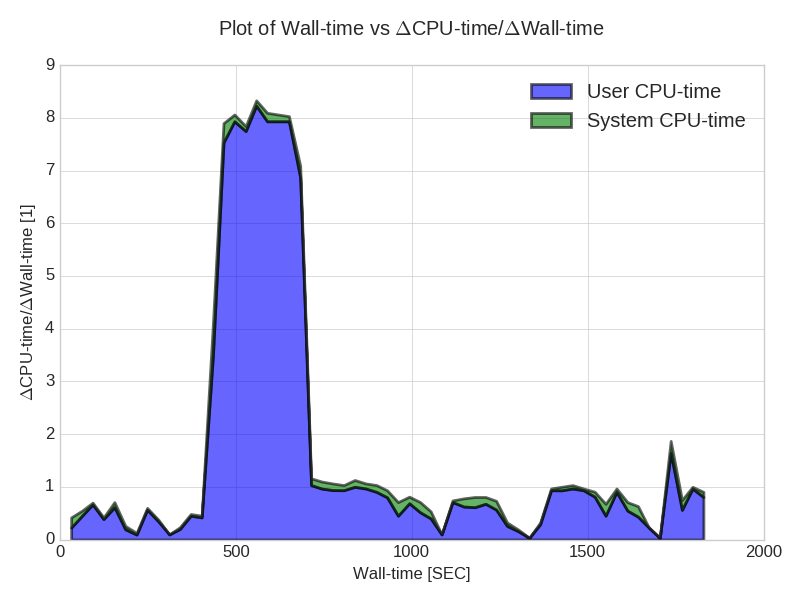 Plot of Wall-time vs ΔCPU-time/ΔWall-time
User CPU-time
System CPU-time
ΔCPU-time/ΔWall-time [1]
9
8
7
6
5
4
3
2
1
0
0 500 1000 1500 2000
Wall-time [SEC]